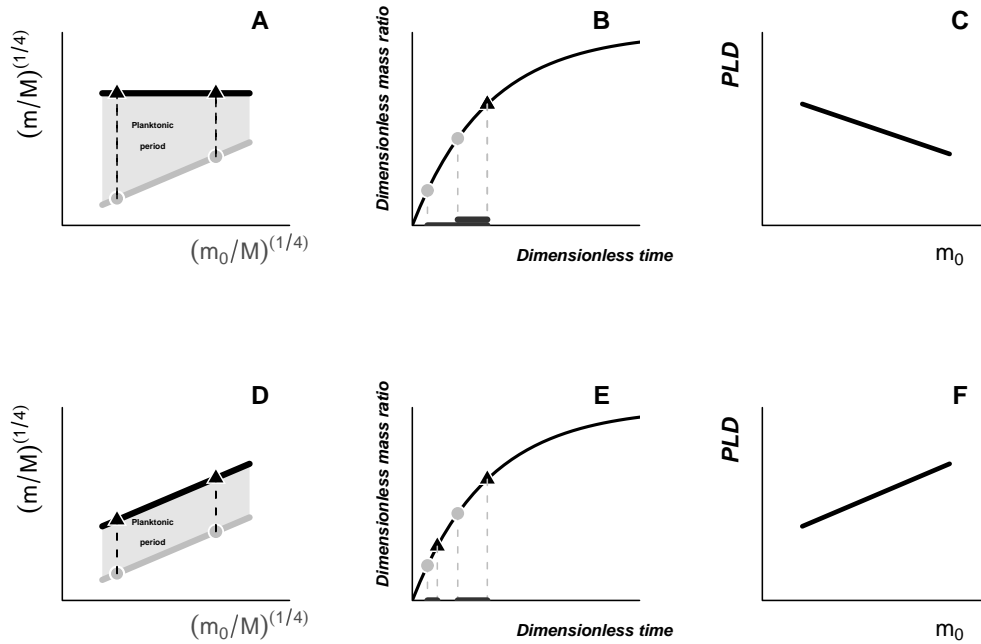 A
(m/M)^(1/4)
Planktonic
period
(m₀/M)^(1/4)
B
Dimensionless mass ratio
Dimensionless time
C
PLD
m₀
D
(m/M)^(1/4)
Planktonic
period
(m₀/M)^(1/4)
E
Dimensionless mass ratio
Dimensionless time
F
PLD
m₀